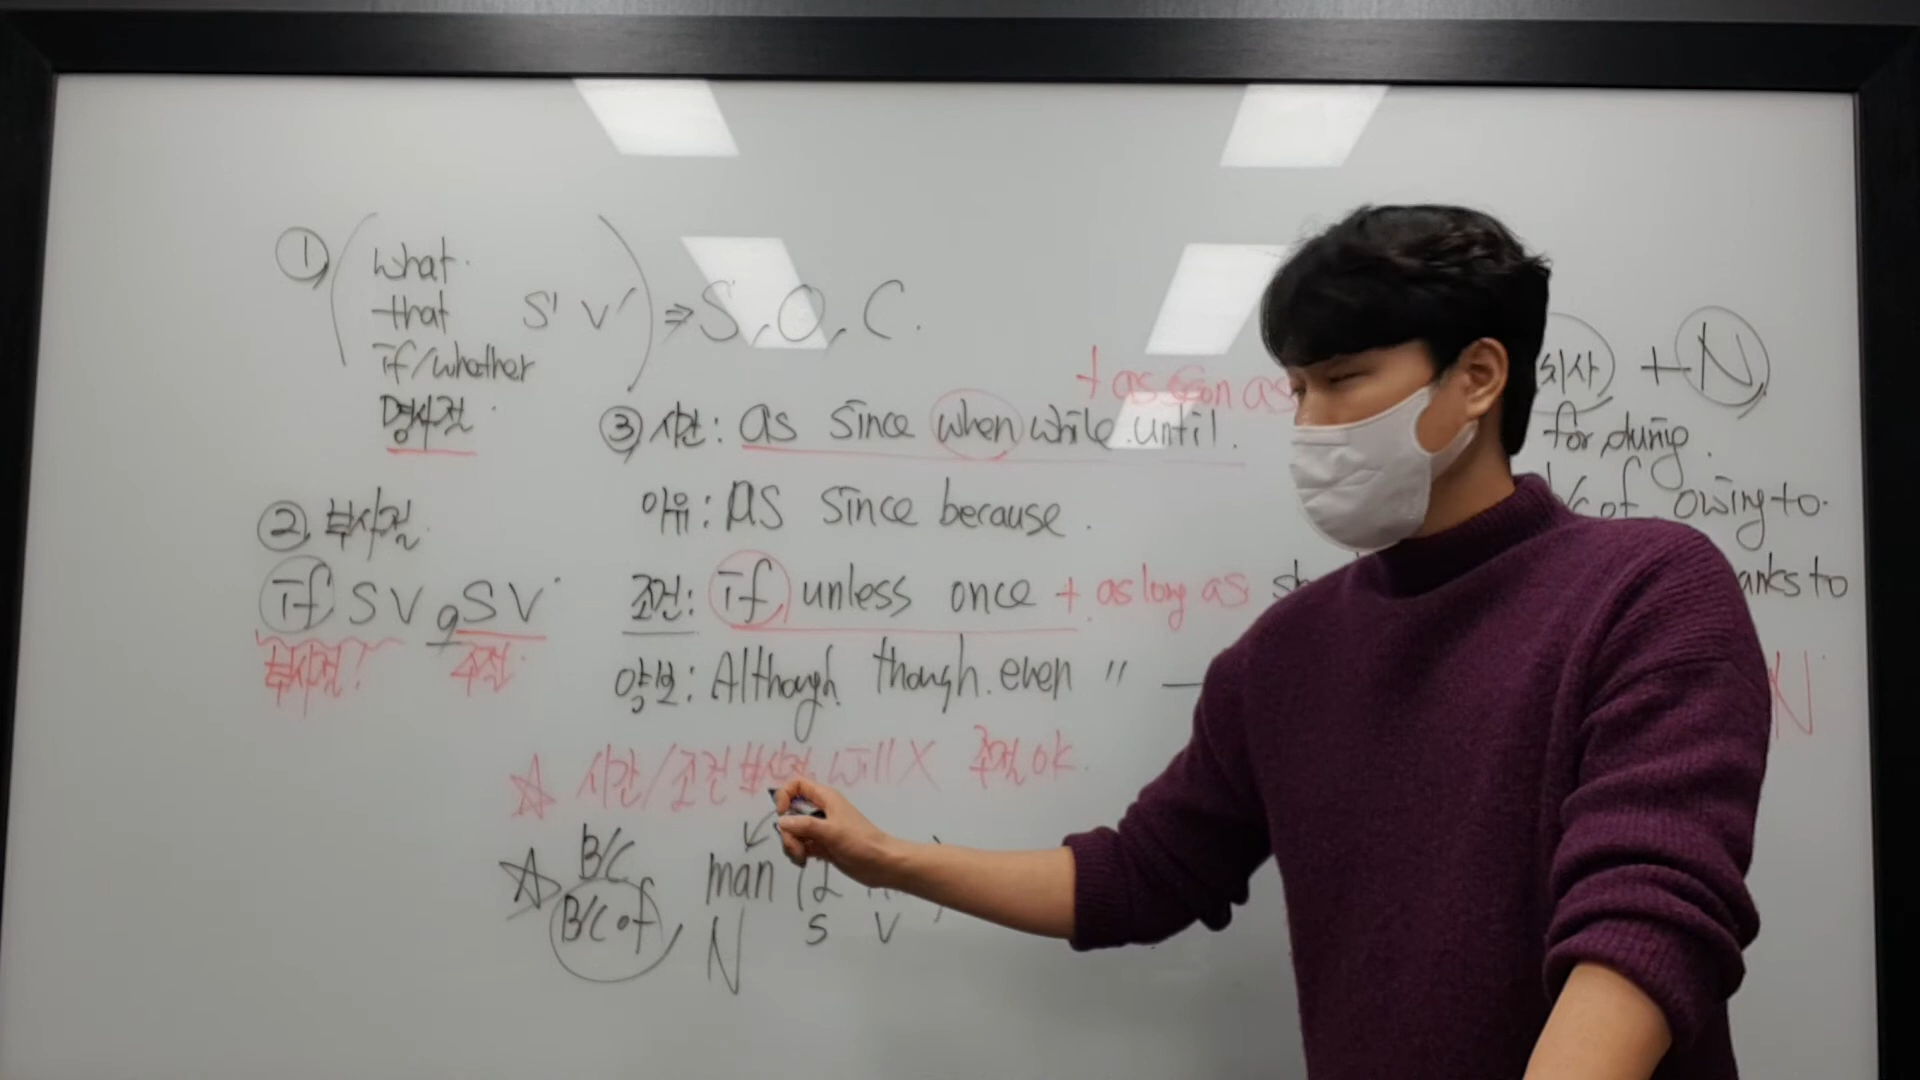 ① what.
that S' V' ⇒ S, O, C.
if/whether
명사절.
② 부사절.
if SV, SV
부사절? 주절.
+ as soon as
③ 시간: as since when while. until.
이유: As since because.
조건: if unless once + as long as
양보: Although. though. even "
☆ 시간/조건 부사절 will X 주절 OK.
☆ B/C man (I
B/C of, N S V
치사) + N
for, during.
of owing to.
anks to
N